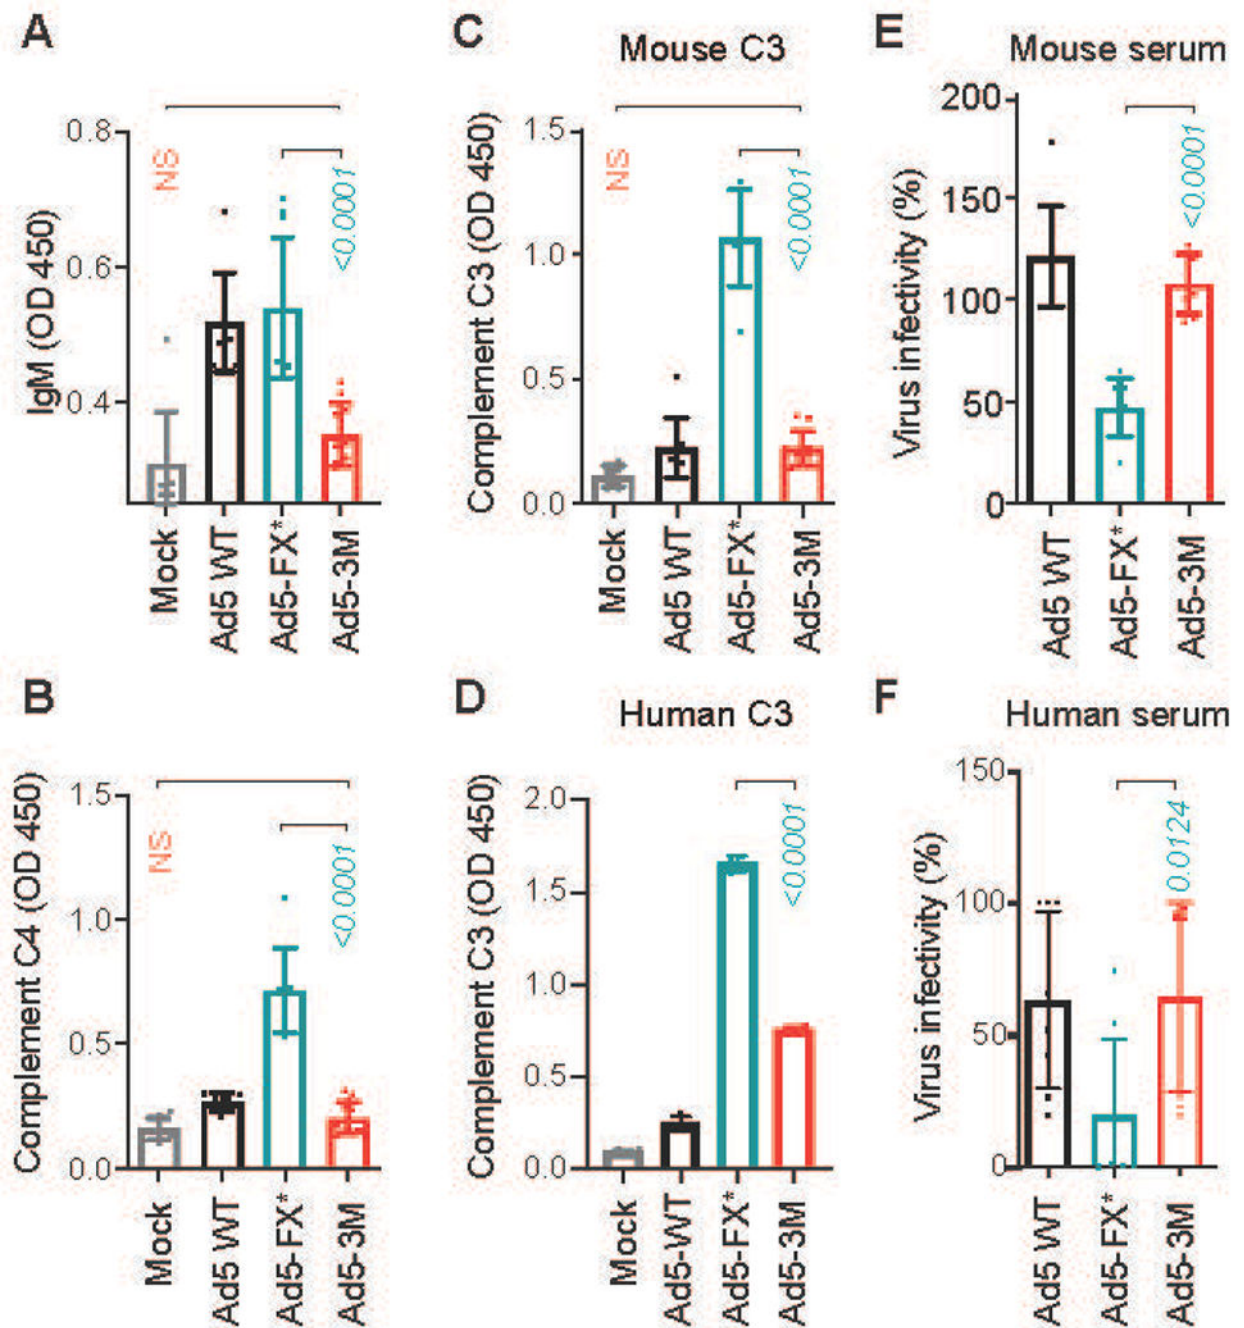 A
IgM (OD 450)
0.8
0.6
0.4
NS
<0.0001
Mock
Ad5 WT
Ad5-FX*
Ad5-3M
C
Mouse C3
Complement C3 (OD 450)
1.5
1.0
0.5
0.0
NS
<0.0001
Mock
Ad5 WT
Ad5-FX*
Ad5-3M
E
Mouse serum
Virus infectivity (%)
200
150
100
50
0
<0.0001
Ad5 WT
Ad5-FX*
Ad5-3M
B
Complement C4 (OD 450)
1.5
1.0
0.5
0.0
NS
<0.0001
Mock
Ad5 WT
Ad5-FX*
Ad5-3M
D
Human C3
Complement C3 (OD 450)
2.0
1.5
1.0
0.5
0.0
<0.0001
Mock
Ad5-WT
Ad5-FX*
Ad5-3M
F
Human serum
Virus infectivity (%)
150
100
50
0
0.0124
Ad5 WT
Ad5-FX*
Ad5-3M